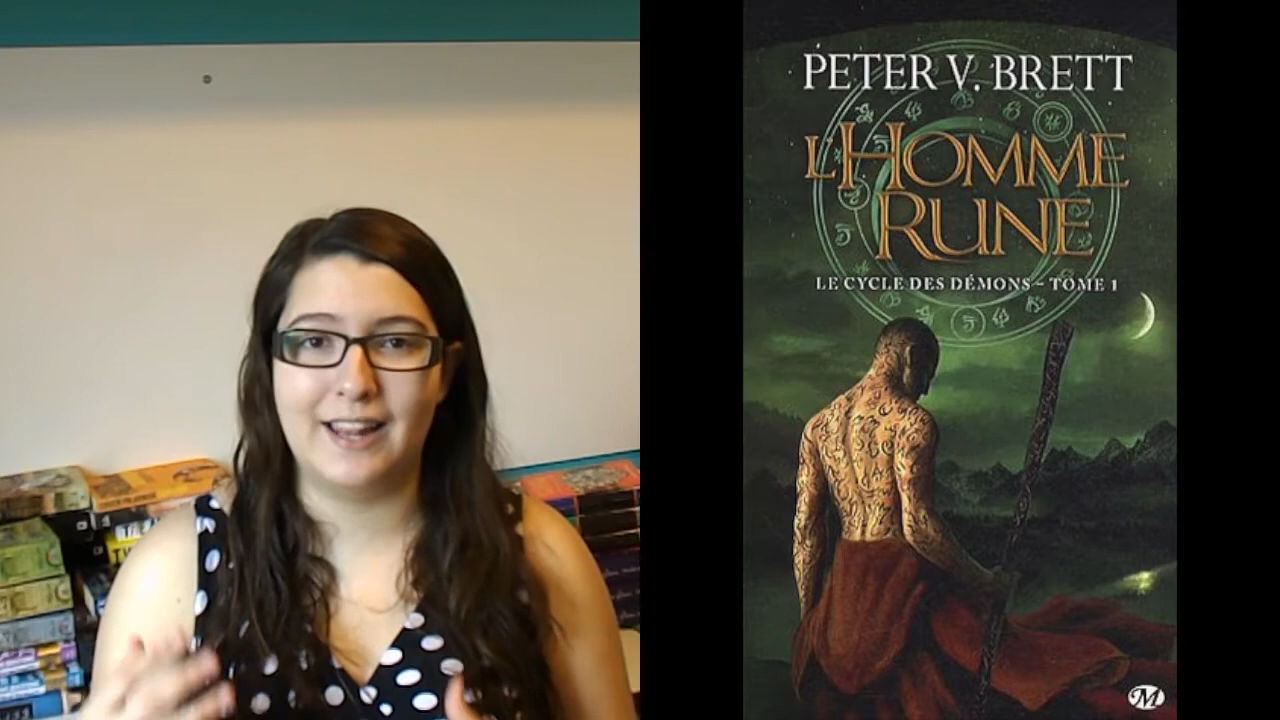 PETER V. BRETT
L'HOMME
RUNE
LE CYCLE DES DÉMONS - TOME 1
M